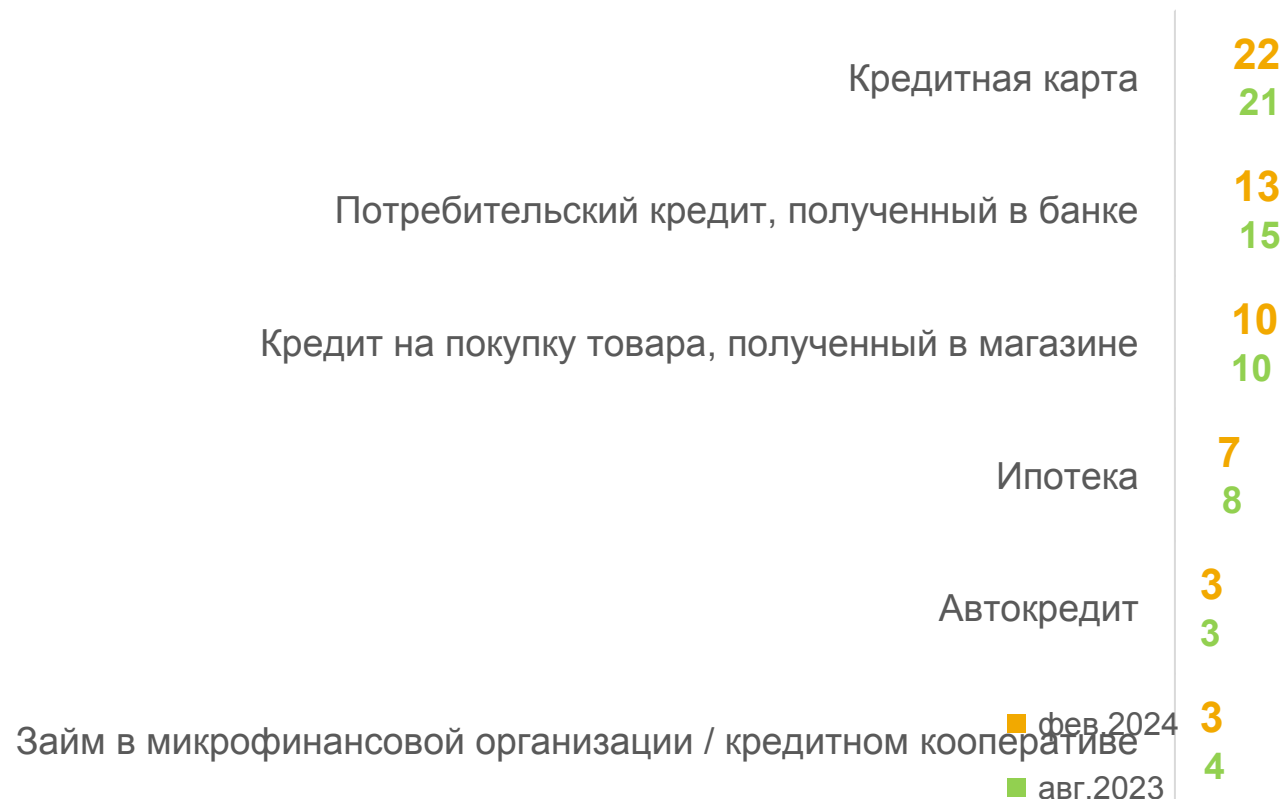 Кредитная карта
22
21
Потребительский кредит, полученный в банке
13
15
Кредит на покупку товара, полученный в магазине
10
10
Ипотека
7
8
Автокредит
3
3
Займ в микрофинансовой организации / кредитном кооперативе
3
4
фев.2024
авг.2023